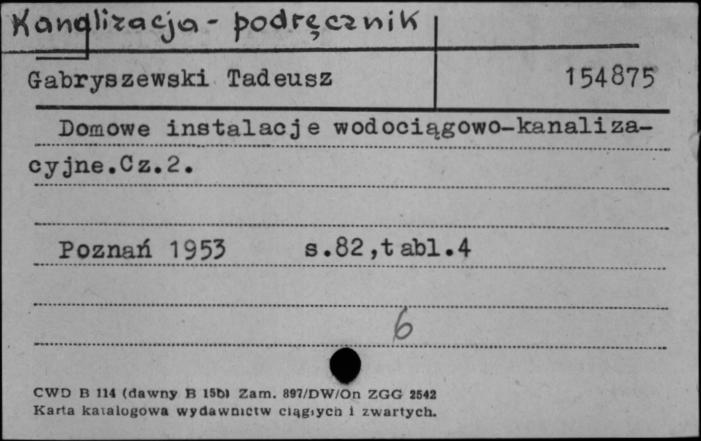 Kanalizacja - podręcznik
Gabryszewski Tadeusz 154875
Domowe instalacje wodociągowo-kanaliza-
cyjne.Cz.2.
Poznań 1953 s.82,tabl.4
6
CWD B 114 (dawny B 15b) Zam. 897/DW/On ZGG 2542
Karta katalogowa wydawnictw ciągłych i zwartych.